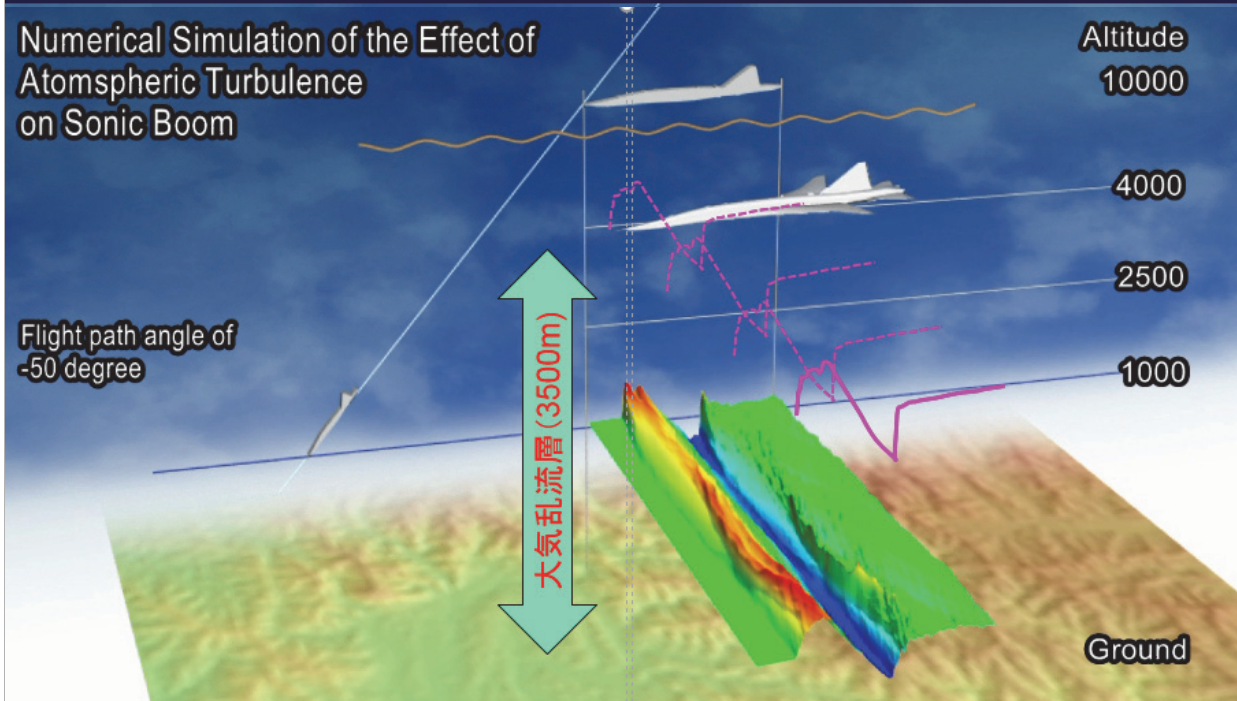 Numerical Simulation of the Effect of
Atomspheric Turbulence
on Sonic Boom
Altitude
10000
4000
2500
1000
Ground
Flight path angle of
-50 degree
大気乱流層(3500m)